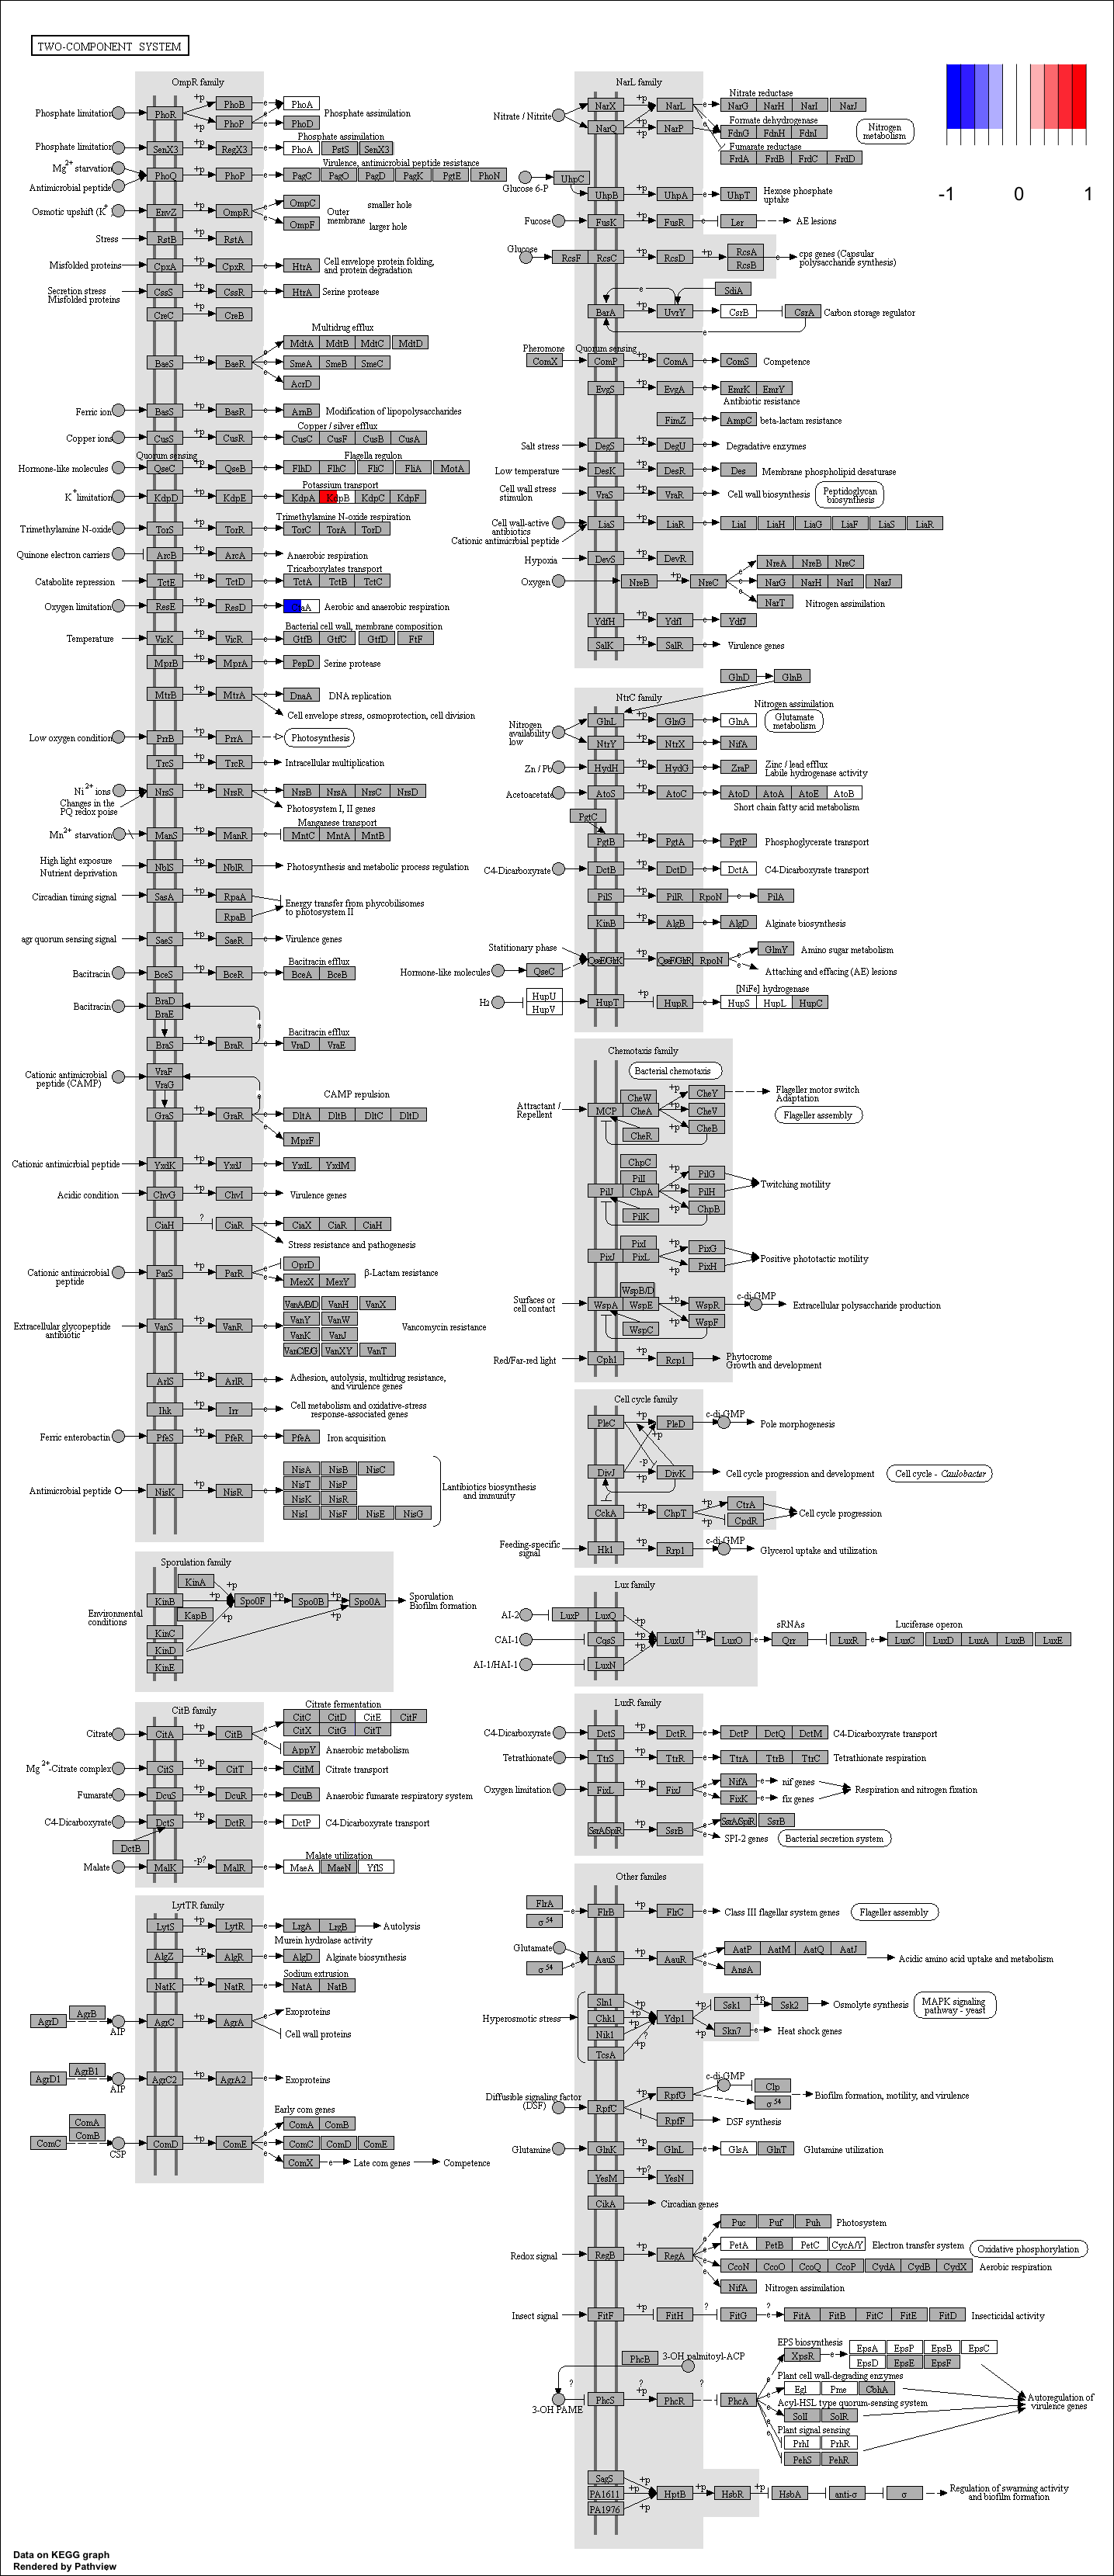 TWO-COMPONENT SYSTEM
-1 0 1
OmpR family
Phosphate limitation PhoR +p PhoB e PhoA
+p PhoP e PhoD Phosphate assimilation
Phosphate assimilation
Phosphate limitation SenX3 +p RegX3 e PhoA PstS SenX3
Mg2+ starvation
Virulence, antimicrobial peptide resistance
Antimicrobial peptide PhoQ +p PhoP e PagC PagO PagD PagK PgtE PhoN
Osmotic upshift (K+) EnvZ +p OmpR e OmpC smaller hole
e OmpF Outer membrane larger hole
Stress RstB +p RstA
Misfolded proteins CpxA +p CpxR e HtrA Cell envelope protein folding,
and protein degradation
Secretion stress
Misfolded proteins CssS +p CssR e HtrA Serine protease
CreC +p CreB
Multidrug efflux
MdtA MdtB MdtC MdtD
BaeS +p BaeR e SmeA SmeB SmeC
AcrD
Ferric ion BasS +p BasR e ArnB Modification of lipopolysaccharides
Copper / silver efflux
Copper ions CusS +p CusR e CusC CusF CusB CusA
Quorum sensing Flagella regulon
Hormone-like molecules QseC +p QseB e FlhD FlhC FliC FliA MotA
Potassium transport
K+ limitation KdpD +p KdpE e KdpA KdpB KdpC KdpF
Trimethylamine N-oxide respiration
Trimethylamine N-oxide TorS +p TorR e TorC TorA TorD
Quinone electron carriers ArcB +p ArcA e Anaerobic respiration
Tricarboxylates transport
Catabolite repression TctE +p TctD e TctA TctB TctC
Oxygen limitation ResE +p ResD e CtaA Aerobic and anaerobic respiration
Bacterial cell wall, membrane composition
Temperature VicK +p VicR e GtfB GtfC GtfD FtF
MprB +p MprA e PepD Serine protease
MtrB +p MtrA e DnaA DNA replication
Cell envelope stress, osmoprotection, cell division
Low oxygen condition PrrB +p PrrA Photosynthesis
TrcS +p TrcR e Intracellular multiplication
Ni2+ ions NrsS +p NrsR e NrsB NrsA NrsC NrsD
Changes in the
PQ redox poise Photosystem I, II genes
Manganese transport
Mn2+ starvation ManS +p ManR e MntC MntA MntB
High light exposure
Nutrient deprivation NblS +p NblR Photosynthesis and metabolic process regulation
Circadian timing signal SasA +p RpaA
RpaB Energy transfer from phycobilisomes
to photosystem II
agr quorum sensing signal SaeS +p SaeR e Virulence genes
Bacitracin efflux
Bacitracin BceS +p BceR e BceA BceB
Bacitracin BraD
BraE e
Bacitracin efflux
BraS +p BraR e VraD VraE
Cationic antimicrobial
peptide (CAMP) VraF
VraG e
CAMP repulsion
GraS +p GraR e DltA DltB DltC DltD
e MprF
Cationic antimicrbial peptide YxdK +p YxdJ e YxdL YxdM
Acidic condition ChvG +p ChvI e Virulence genes
CiaH ? CiaR e CiaX CiaR CiaH
Stress resistance and pathogenesis
OprD
Cationic antimicrobial
peptide ParS +p ParR e MexX MexY β-Lactam resistance
VanA/B/D VanH VanX
VanY VanW
Extracellular glycopeptide
antibiotic VanS +p VanR e VanK VanJ Vancomycin resistance
VanC/E/G VanXY VanT
ArlS +p ArlR Adhesion, autolysis, multidrug resistance,
and virulence genes
Ihk +p Irr Cell metabolism and oxidative-stress
response-associated genes
Ferric enterobactin PfeS +p PfeR e PfeA Iron acquisition
NisA NisB NisC
NisT NisP
Antimicrobial peptide NisK +p NisR e NisK NisR
NisI NisF NisE NisG
Lantibiotics biosynthesis
and immunity
Sporulation family
Environmental
conditions
KinA
KinB +p Spo0F +p Spo0B +p Spo0A Sporulation
Biofilm formation
KapB +p
KinC
KinD +p
KinE
CitB family
Citrate fermentation
CitC CitD CitE CitF
Citrate CitA +p CitB e CitX CitG CitT
AppY Anaerobic metabolism
Mg2+-Citrate complex CitS +p CitT e CitM Citrate transport
Fumarate DcuS +p DcuR e DcuB Anaerobic fumarate respiratory system
C4-Dicarboxyrate DctS +p DctR e DctP C4-Dicarboxyrate transport
DctB
Malate utilization
Malate MalK -p? MalR e MaeA MaeN YflS
LytTR family
LytS +p LytR e LrgA LrgB Autolysis
Murein hydrolase activity
AlgZ +p AlgR e AlgD Alginate biosynthesis
Sodium extrusion
NatK +p NatR e NatA NatB
AgrD AgrB AIP AgrC +p AgrA e Exoproteins
Cell wall proteins
AgrD1 AgrB1 AIP AgrC2 +p AgrA2 e Exoproteins
Early com genes
ComA
ComB ComA ComB
ComC CSP ComD +p ComE e ComC ComD ComE
ComX e Late com genes Competence
NarL family
Nitrate reductase
Nitrate / Nitrite NarX +p NarL e NarG NarH NarI NarJ
Formate dehydrogenase
NarQ +p NarP e FdnG FdnH FdnI
Nitrogen
metabolism
Fumarate reductase
FrdA FrdB FrdC FrdD
Glucose 6-P UhpC
UhpB +p UhpA e UhpT Hexose phosphate
uptake
Fucose FusK +p FusR e Ler AE lesions
Glucose RcsF RcsC +p RcsD +p RcsA
RcsB e cps genes (Capsular
polysaccharide synthesis)
e SdiA
BarA +p UvrY e CsrB CsrA Carbon storage regulator
e
Pheromone Quorum sensing
ComX ComP +p ComA e ComS Competence
EvgS +p EvgA e EmrK EmrY
Antibiotic resistance
FimZ e AmpC beta-lactam resistance
Salt stress DegS +p DegU e Degradative enzymes
Low temperature DesK +p DesR e Des Membrane phospholipid desaturase
Cell wall stress
stimulon VraS +p VraR e Cell wall biosynthesis Peptidoglycan
biosynthesis
Cell wall-active
antibiotics LiaS +p LiaR e LiaI LiaH LiaG LiaF LiaS LiaR
Cationic antimicrbial peptide
Hypoxia DevS +p DevR
NreA NreB NreC
Oxygen NreB +p NreC e NarG NarH NarI NarJ
NarT Nitrogen assimilation
YdfH +p YdfI e YdfJ
SalK +p SalR e Virulence genes
GlnD GlnB
NtrC family
Nitrogen assimilation
Nitrogen
availability
low GlnL +p GlnG e GlnA Glutamate
metabolism
NtrY +p NtrX e NifA
Zn / Pb HydH +p HydG e ZraP Zinc / lead efflux
Labile hydrogenase activity
Acetoacetate AtoS +p AtoC e AtoD AtoA AtoE AtoB
Short chain fatty acid metabolism
PgtC
PgtB +p PgtA e PgtP Phosphoglycerate transport
C4-Dicarboxyrate DctB +p DctD e DctA C4-Dicarboxyrate transport
PilS +p PilR RpoN e PilA
KinB +p AlgB e AlgD Alginate biosynthesis
Statitionary phase GlmY Amino sugar metabolism
Hormone-like molecules QseC QseE/GlrK +p QseF/GlrR RpoN e Attaching and effacing (AE) lesions
[NiFe] hydrogenase
H2 HupU
HupV HupT +p HupR e HupS HupL HupC
Chemotaxis family
Bacterial chemotaxis
Attractant /
Repellent CheW +p CheY Flageller motor switch
Adaptation
MCP CheA +p CheV Flageller assembly
CheR +p CheB
ChpC
PilI +p PilG
PilJ ChpA +p PilH Twitching motility
PilK +p ChpB
PixI +p PixG
PixJ PixL +p PixH Positive phototactic motility
Surfaces or
cell contact WspB/D c-di-GMP
WspA WspE +p WspR Extracellular polysaccharide production
WspC +p WspF
Red/Far-red light Cph1 +p Rcp1 Phytocrome
Growth and development
Cell cycle family
PleC +p PleD c-di-GMP Pole morphogenesis
+p
DivJ -p DivK Cell cycle progression and development Cell cycle - Caulobacter
CckA +p ChpT +p CtrA
+p CpdR Cell cycle progression
Feeding-specific
signal Hk1 +p Rrp1 c-di-GMP Glycerol uptake and utilization
Lux family
AI-2 LuxP LuxQ +p sRNAs Luciferase operon
CAI-1 CqsS +p LuxU +p LuxO e Qrr LuxR e LuxC LuxD LuxA LuxB LuxE
AI-1/HAI-1 LuxN +p
LuxR family
C4-Dicarboxyrate DctS +p DctR e DctP DctQ DctM C4-Dicarboxyrate transport
Tetrathionate TtrS +p TtrR e TtrA TtrB TtrC Tetrathionate respiration
Oxygen limitation FixL +p FixJ e NifA e nif genes
e FixK e fix genes Respiration and nitrogen fixation
SsrA/SpiR +p SsrB e SsrA/SpiR SsrB
e SPI-2 genes Bacterial secretion system
Other familes
FlrA
σ54 e FlrB +p FlrC e Class III flagellar system genes Flageller assembly
Glutamate AauS +p AauR e AatP AatM AatQ AatJ Acidic amino acid uptake and metabolism
σ54 e AnsA
Hyperosmotic stress Sln1 +p
Chk1 +p Ydp1 +p Ssk1 Ssk2 Osmolyte synthesis MAPK signaling
pathway - yeast
Nik1 ? +p Skn7 e Heat shock genes
TcsA +p
Diffusible signaling factor
(DSF) RpfC +p RpfG c-di-GMP Clp
σ54 Biofilm formation, motility, and virulence
RpfF DSF synthesis
Glutamine GlnK +p GlnL e GlsA GlnT Glutamine utilization
YesM +p? YesN
CikA Circadian genes
Puc Puf Puh Photosystem
PetA PetB PetC CycA/Y Electron transfer system Oxidative phosphorylation
Redox signal RegB +p RegA e CcoN CcoO CcoQ CcoP CydA CydB CydX Aerobic respiration
NifA Nitrogen assimilation
Insect signal FitF +p FitH ? FitG ? e FitA FitB FitC FitE FitD Insecticidal activity
EPS biosynthesis
PhcB 3-OH palmitoyl-ACP XpsR e EpsA EpsP EpsB EpsC
EpsD EpsE EpsF
Plant cell wall-degrading enzymes
Egl Pme CbhA
3-OH PAME ? PhcS +p PhcR ? PhcA Autoregulation of
virulence genes
Acyl-HSL type quorum-sensing system
SolI SolR
Plant signal sensing
PrhI PrhR
PehS PehR
SagS +p
PA1611 +p HptB +p HsbR +p HsbA anti-σ σ Regulation of swarming activity
and biofilm formation
PA1976 +p
Data on KEGG graph
Rendered by Pathview